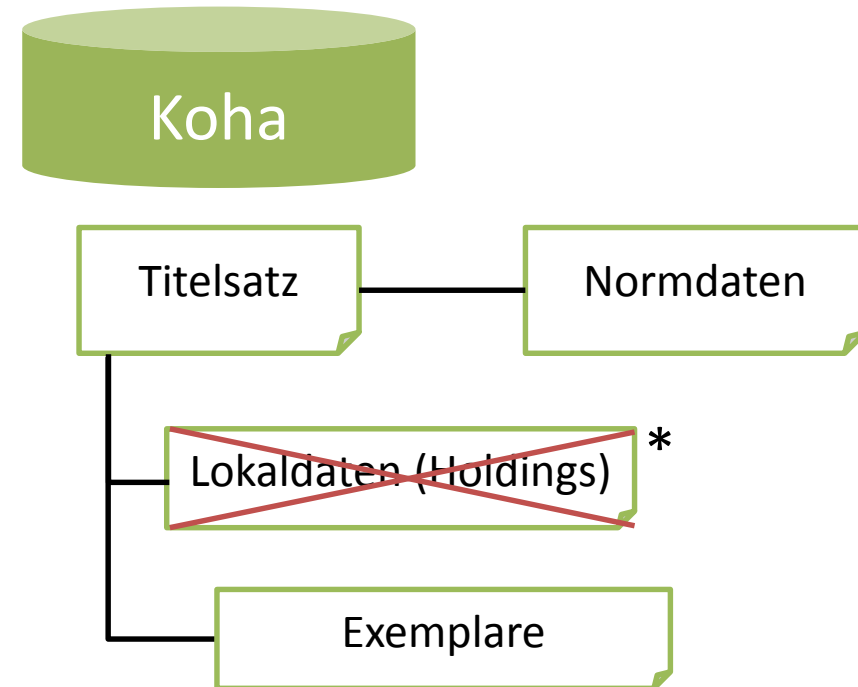 Koha
Titelsatz
Normdaten
Lokaldaten (Holdings)
*
Exemplare